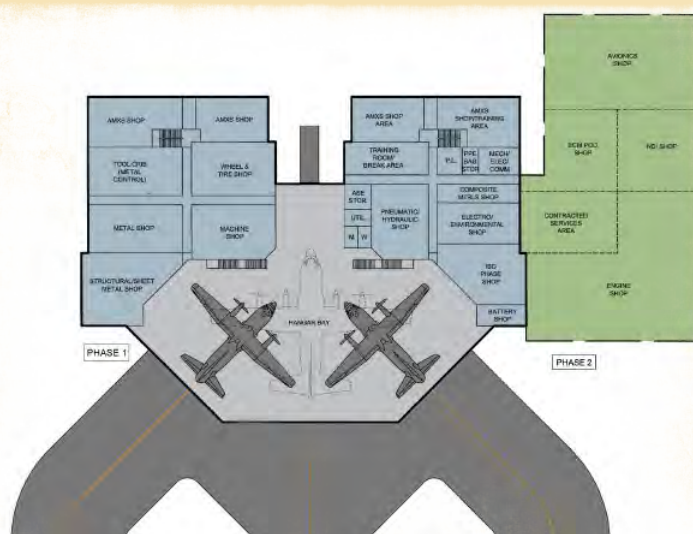 AVIONICS
SHOP
AMXS SHOP
AMXS SHOP
AMXS SHOP
AREA
AMXS
SHOP/TRAINING
AREA
TOOL CRIB
(METAL
CONTROL)
WHEEL &
TIRE SHOP
TRAINING
ROOM/
BREAK AREA
P.L.
PPE
BAG
STOR
MECH/
ELEC/
COMM
SHOP
NDI SHOP
AGE
STOR
COMPOSITE
MTRLS SHOP
UTIL
M
W
PNEUMATIC/
HYDRAULIC
SHOP
METAL SHOP
MACHINE
SHOP
ELECTRO/
ENVIRONMENTAL
SHOP
CONTRACTED
SERVICES
AREA
STRUCTURAL/SHEET
METAL SHOP
PHASE
SHOP
ENGINE
SHOP
HANGAR BAY
BATTERY
SHOP
PHASE 1
PHASE 2